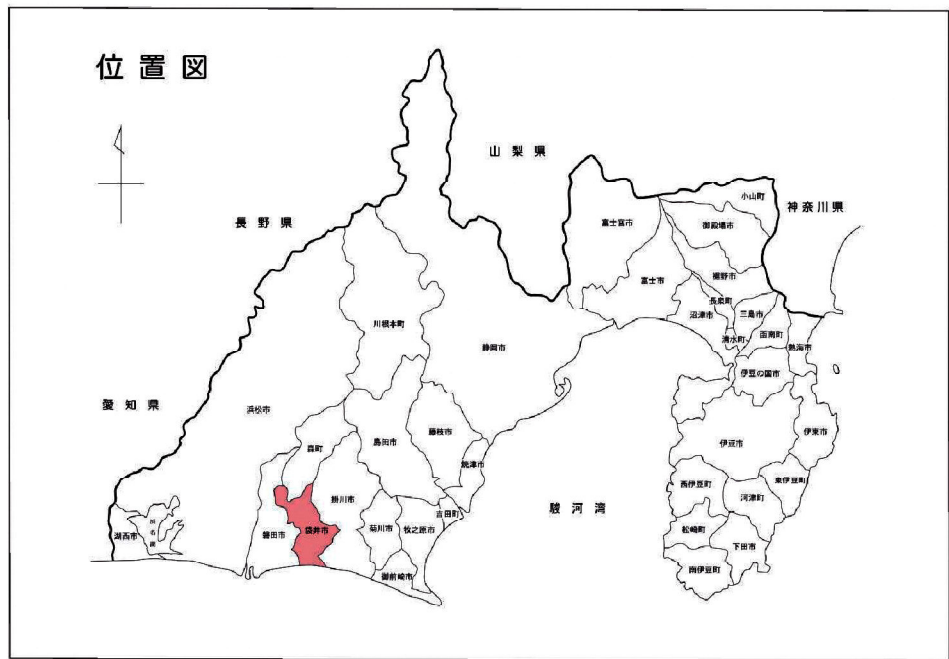 位置図
山梨県
小山町
神奈川県
富士宮市
御殿場市
長野県
裾野市
富士市
長泉町
沼津市
三島市
川根本町
清水町
函南町
静岡市
熱海市
伊豆の国市
愛知県
浜松市
藤枝市
島田市
伊東市
伊豆市
森町
焼津市
西伊豆町
東伊豆町
掛川市
河津町
吉田町
駿河湾
袋井市
菊川市
牧之原市
磐田市
松崎町
湖西市
浜名湖
下田市
南伊豆町
御前崎市